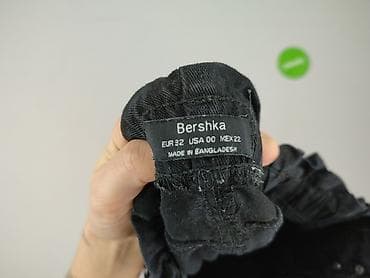 Bershka
EUR 32 USA 00 MEX 22
MADE IN BANGLADESH